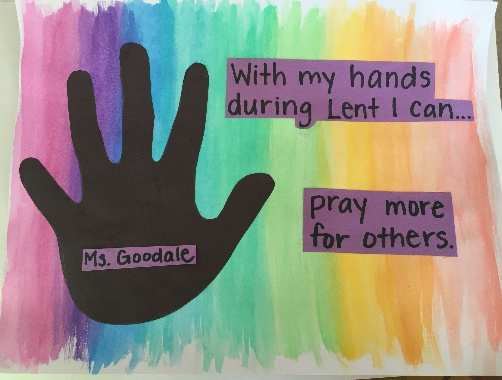 With my hands
during Lent I can...
pray more
for others.
Ms. Goodale